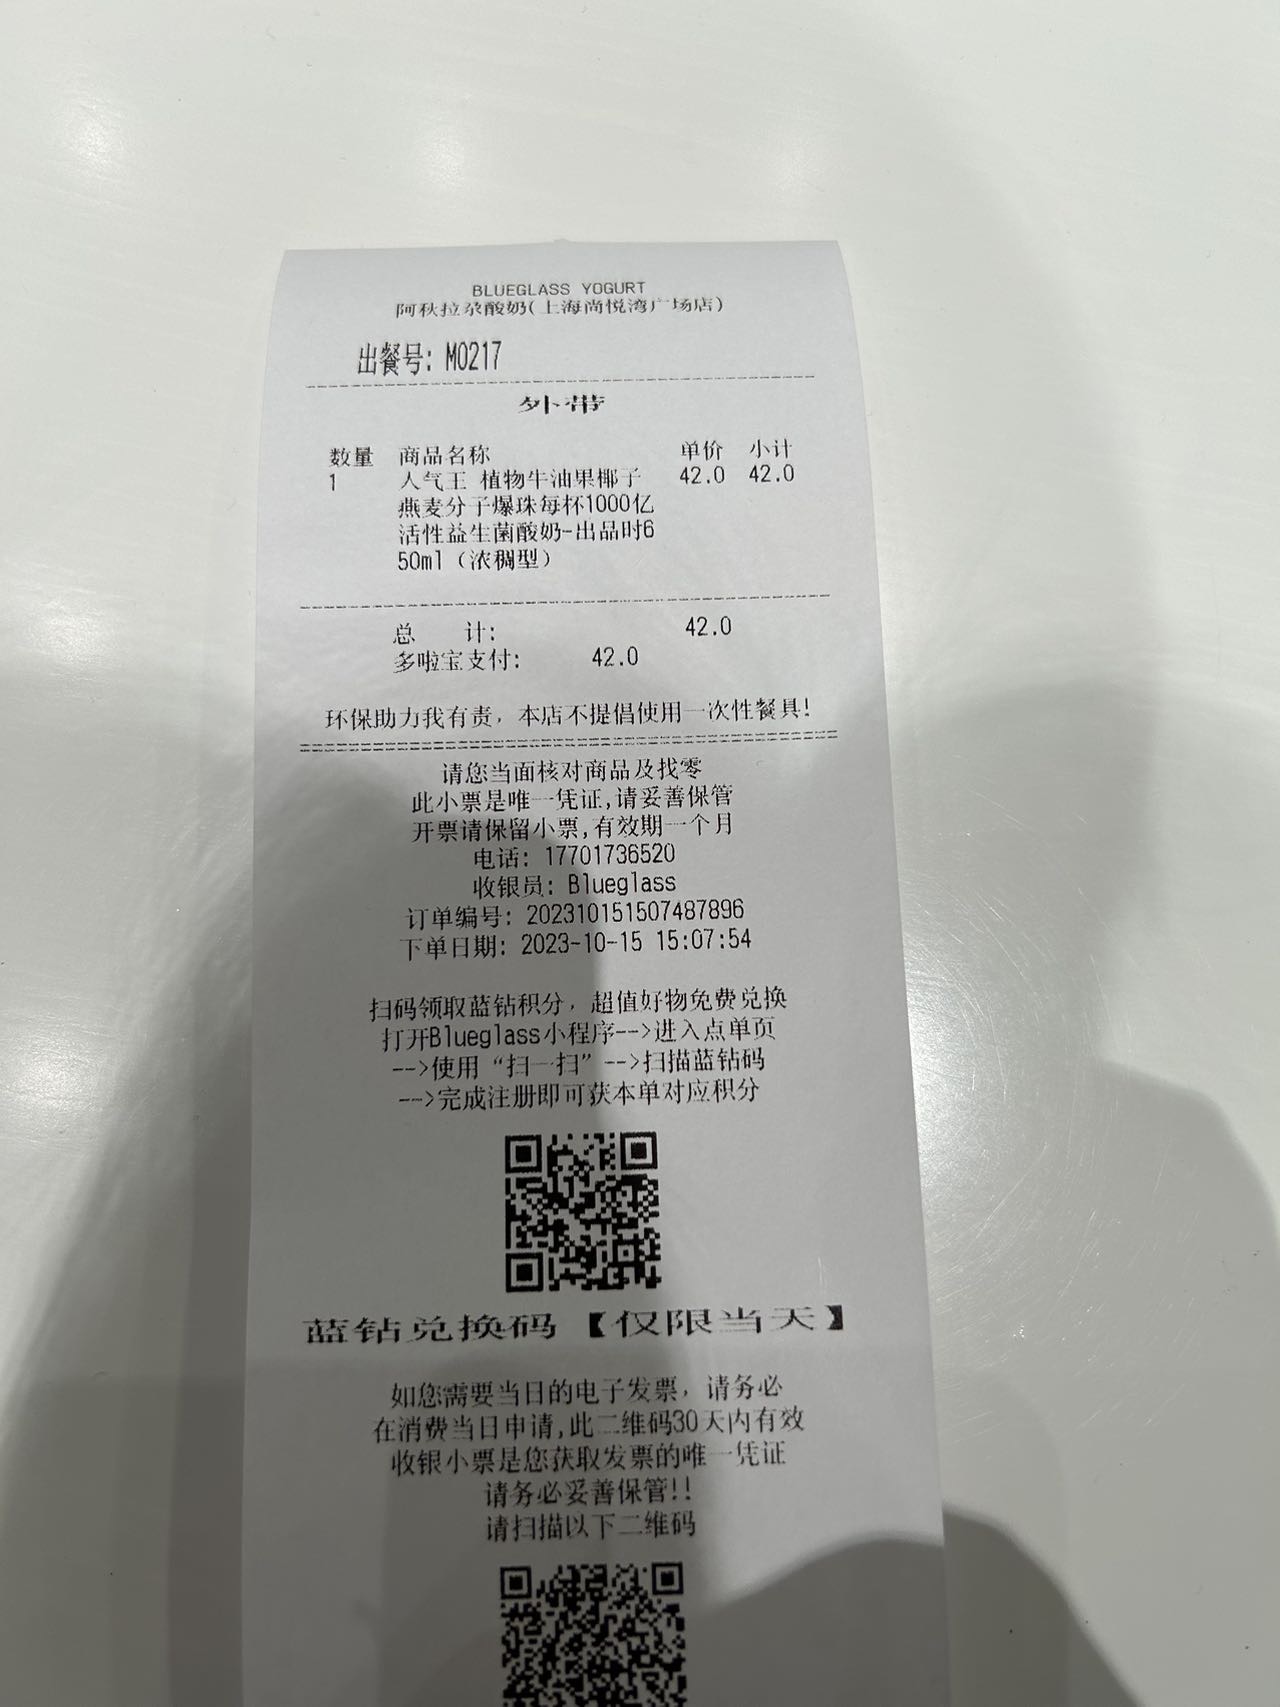 BLUEGLASS YOGURT
阿秋拉尕酸奶(上海尚悦湾广场店)
出餐号: M0217
外带
数量 商品名称 单价 小计
1 人气王 植物牛油果椰子 42.0 42.0
燕麦分子爆珠每杯1000亿
活性益生菌酸奶-出品时6
50ml（浓稠型）
总 计: 42.0
多啦宝支付: 42.0
环保助力我有责, 本店不提倡使用一次性餐具!
请您当面核对商品及找零
此小票是唯一凭证,请妥善保管
开票请保留小票,有效期一个月
电话: 17701736520
收银员: Blueglass
订单编号: 202310151507487896
下单日期: 2023-10-15 15:07:54
扫码领取蓝钻积分, 超值好物免费兑换
打开Blueglass小程序-->进入点单页
-->使用“扫一扫”-->扫描蓝钻码
-->完成注册即可获本单对应积分
蓝钻兑换码【仅限当天】
如您需要当日的电子发票, 请务必
在消费当日申请,此二维码30天内有效
收银小票是您获取发票的唯一凭证
请务必妥善保管!!
请扫描以下二维码